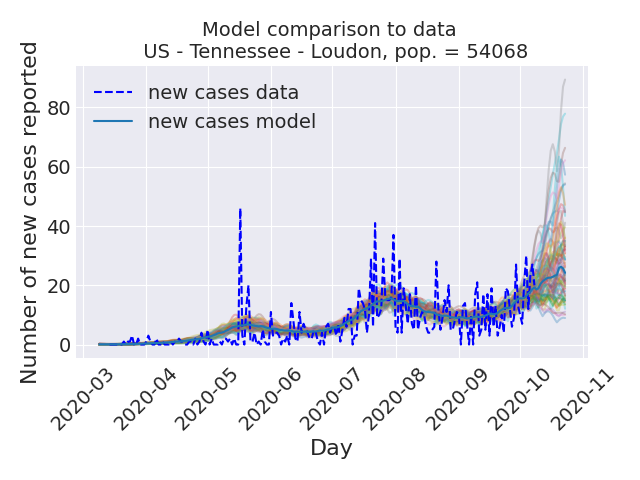 Model comparison to data
US - Tennessee - Loudon, pop. = 54068
Number of new cases reported
80
60
40
20
0
new cases data
new cases model
2020-03
2020-04
2020-05
2020-06
2020-07
2020-08
2020-09
2020-10
2020-11
Day